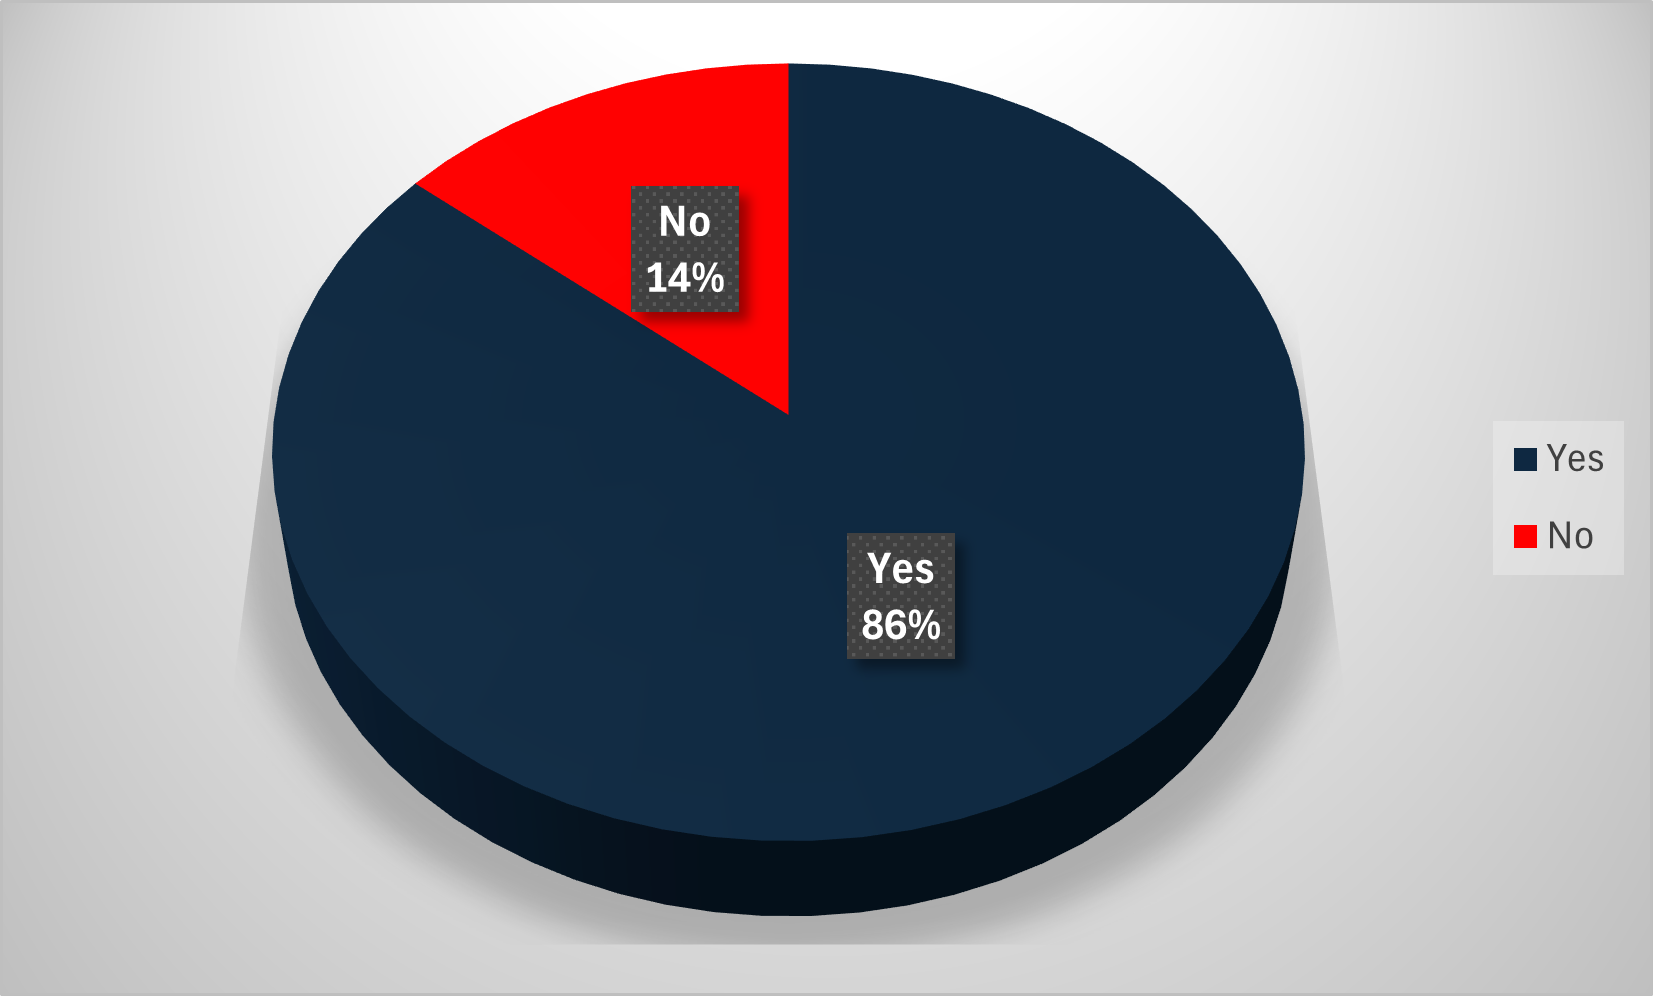 No
14%
Yes
86%
Yes
No